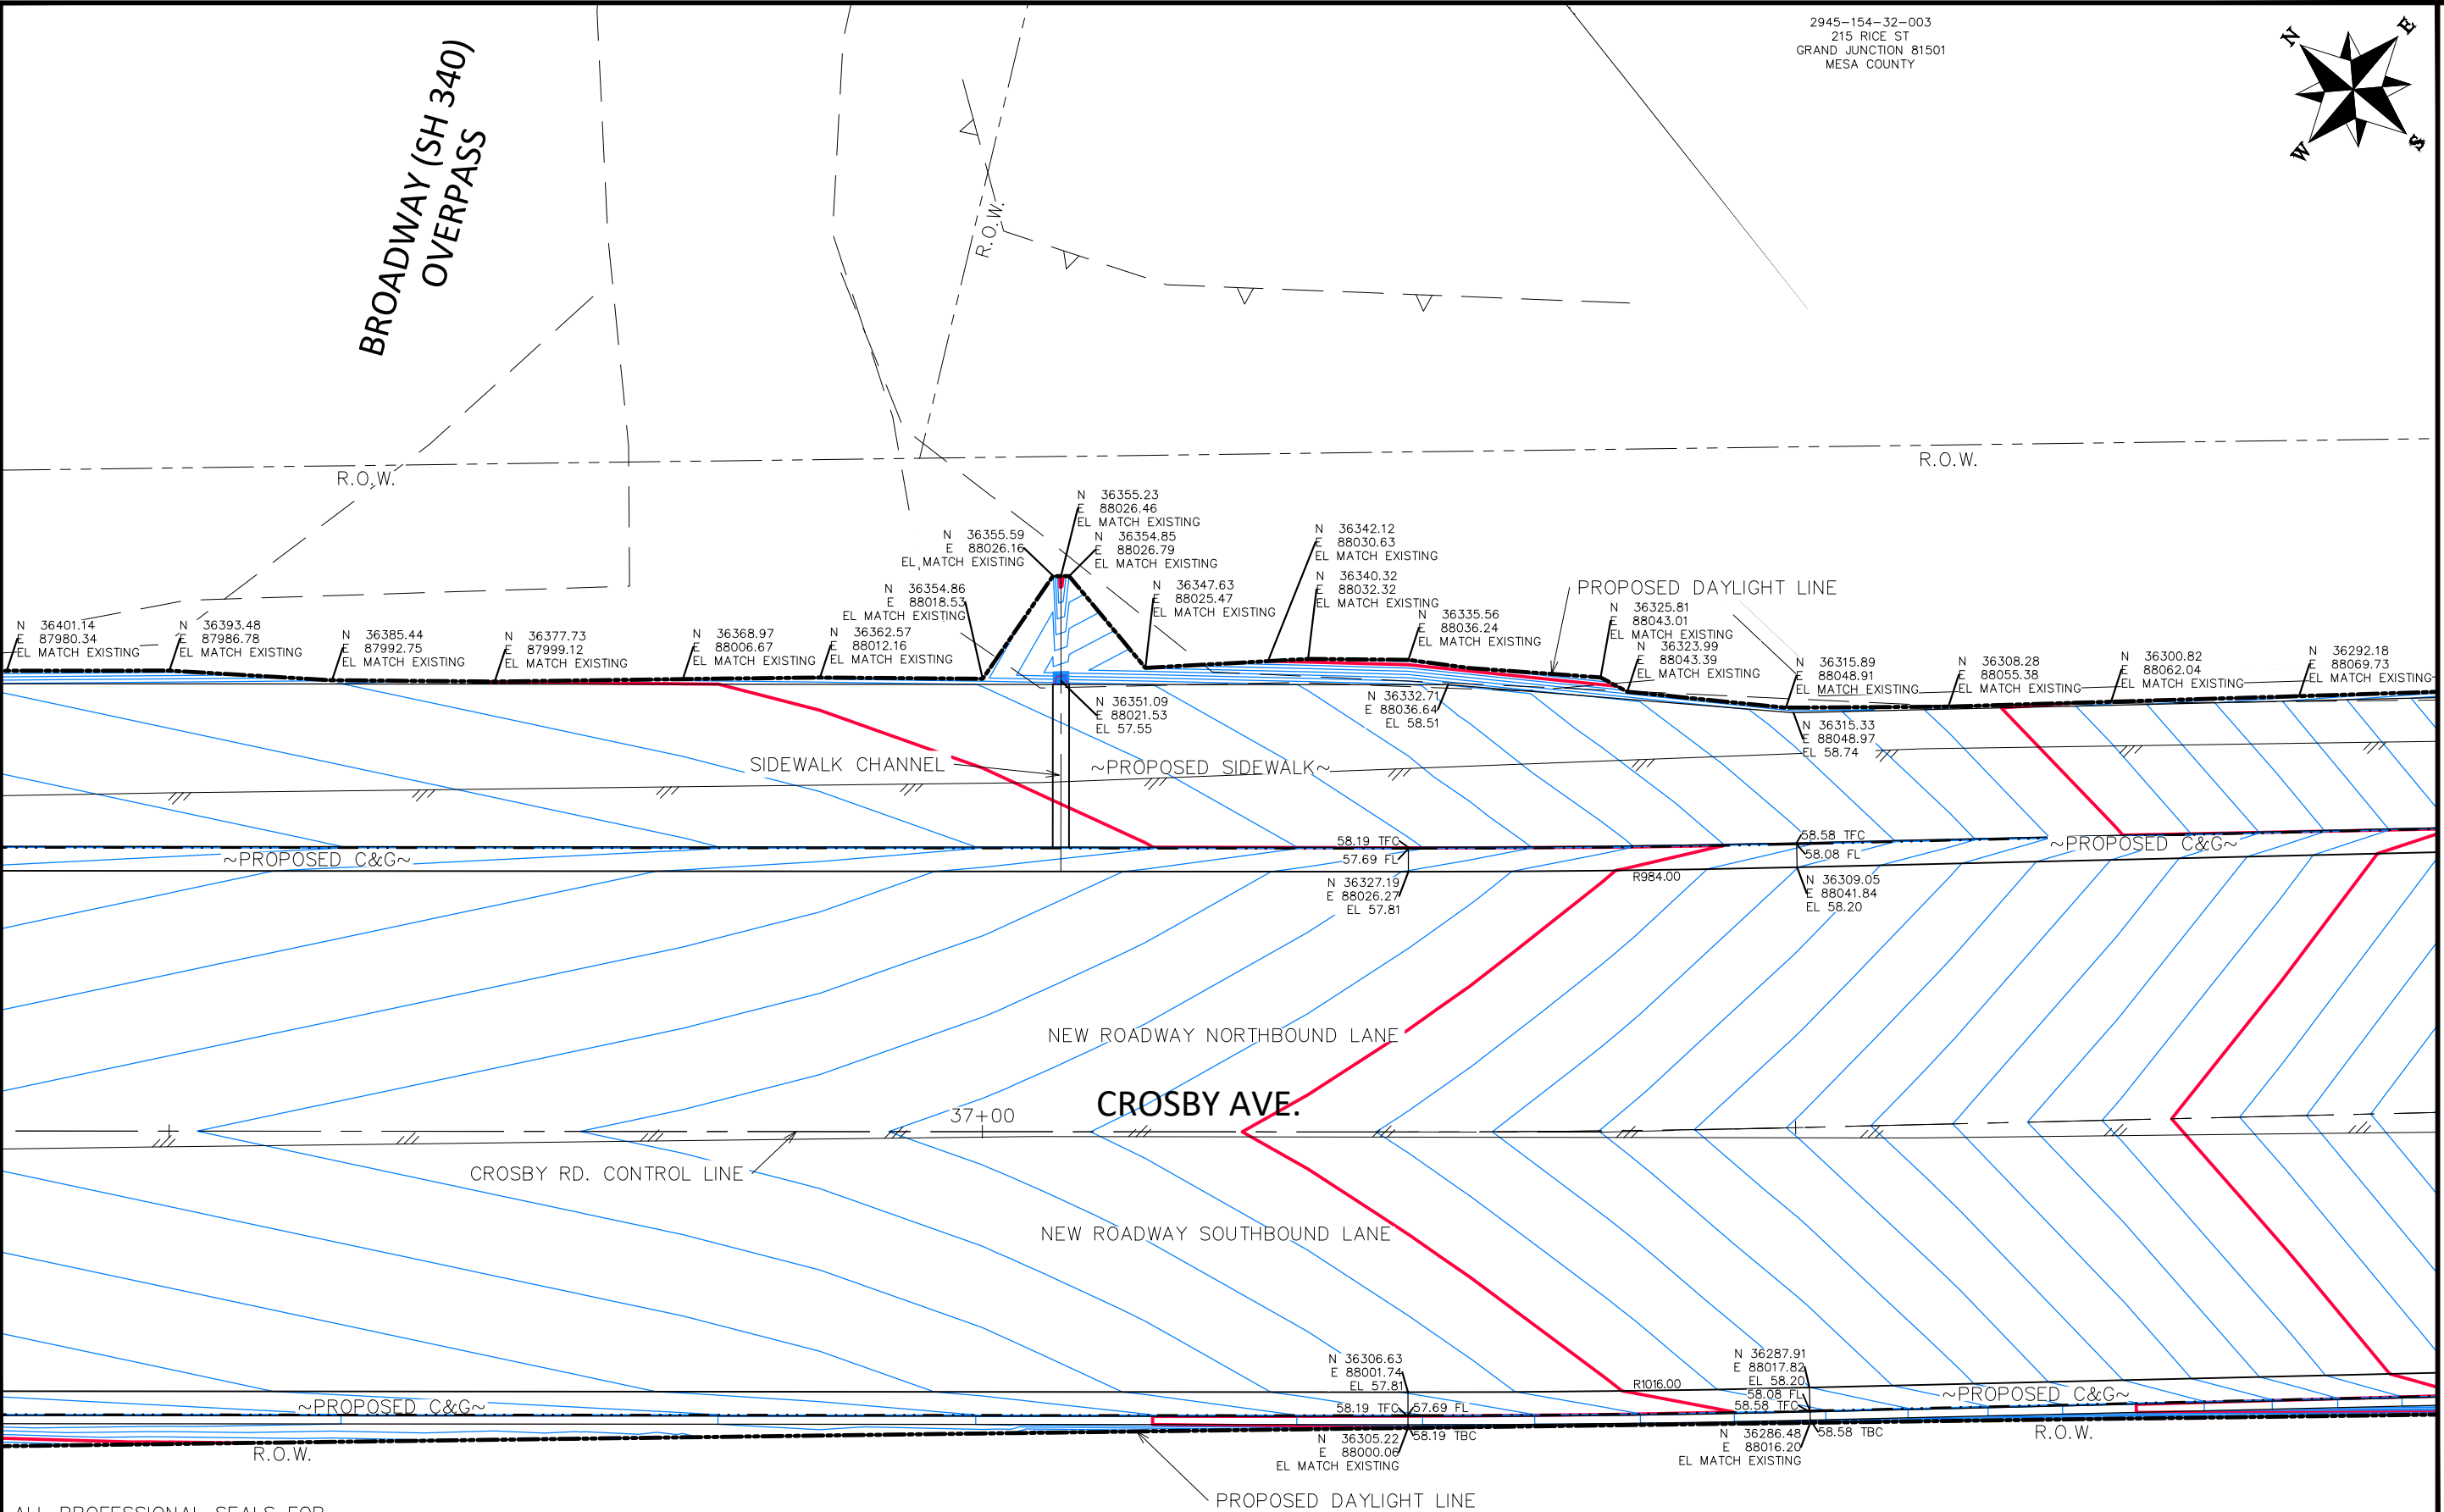 2945-154-32-003
215 RICE ST
GRAND JUNCTION 81501
MESA COUNTY
N
E
W
S
BROADWAY (SH 340)
OVERPASS
R.O.W.
R.O.W.
R.O.W.
N 36355.23
E 88026.46
EL MATCH EXISTING
N 36355.59
E 88026.16
EL MATCH EXISTING
N 36354.85
E 88026.79
EL MATCH EXISTING
N 36342.12
E 88030.63
EL MATCH EXISTING
N 36354.86
E 88018.53
EL MATCH EXISTING
N 36347.63
E 88025.47
EL MATCH EXISTING
N 36340.32
E 88032.32
EL MATCH EXISTING
PROPOSED DAYLIGHT LINE
N 36401.14
E 87980.34
EL MATCH EXISTING
N 36393.48
E 87986.78
EL MATCH EXISTING
N 36385.44
E 87992.75
EL MATCH EXISTING
N 36377.73
E 87999.12
EL MATCH EXISTING
N 36368.97
E 88006.67
EL MATCH EXISTING
N 36362.57
E 88012.16
EL MATCH EXISTING
N 36335.56
E 88036.24
EL MATCH EXISTING
N 36325.81
E 88043.01
EL MATCH EXISTING
N 36323.99
E 88043.39
EL MATCH EXISTING
N 36315.89
E 88048.91
EL MATCH EXISTING
N 36308.28
E 88055.38
EL MATCH EXISTING
N 36300.82
E 88062.04
EL MATCH EXISTING
N 36292.18
E 88069.73
EL MATCH EXISTING
N 36351.09
E 88021.53
EL 57.55
N 36332.71
E 88036.64
EL 58.51
N 36315.33
E 88048.97
EL 58.74
SIDEWALK CHANNEL
~PROPOSED SIDEWALK~
~PROPOSED C&G~
58.19 TFC
57.69 FL
58.58 TFC
58.08 FL
~PROPOSED C&G~
N 36327.19
E 88026.27
EL 57.81
R984.00
N 36309.05
E 88041.84
EL 58.20
NEW ROADWAY NORTHBOUND LANE
37+00
CROSBY AVE.
CROSBY RD. CONTROL LINE
NEW ROADWAY SOUTHBOUND LANE
N 36306.63
E 88001.74
EL 57.81
N 36287.91
E 88017.82
EL 58.20
R1016.00
~PROPOSED C&G~
58.19 TFC
57.69 FL
58.08 FL
58.58 TFC
~PROPOSED C&G~
58.19 TBC
58.58 TBC
R.O.W.
N 36305.22
E 88000.06
EL MATCH EXISTING
N 36286.48
E 88016.20
EL MATCH EXISTING
R.O.W.
PROPOSED DAYLIGHT LINE
ALL PROFESSIONAL SEALS FOR